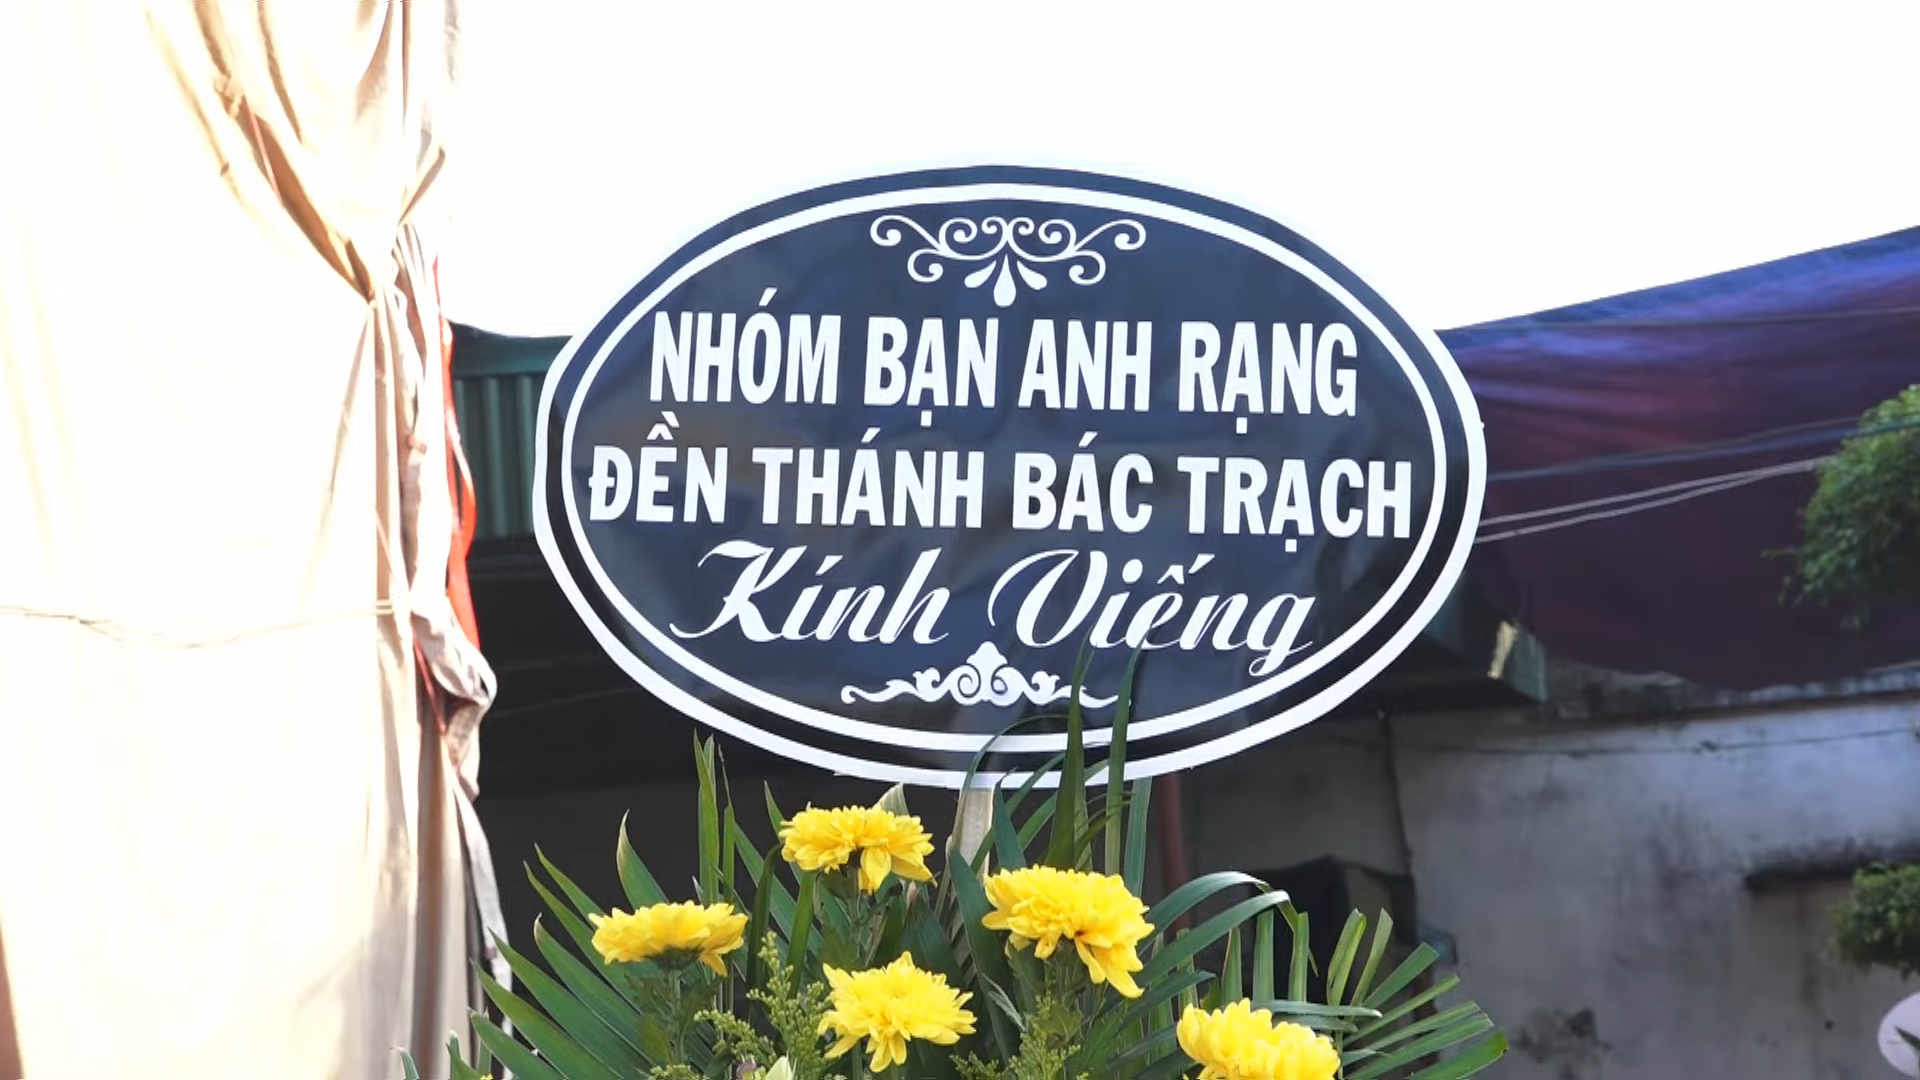 NHÓM BẠN ANH RẠNG
ĐỀN THÁNH BÁC TRẠCH
Kính Viếng